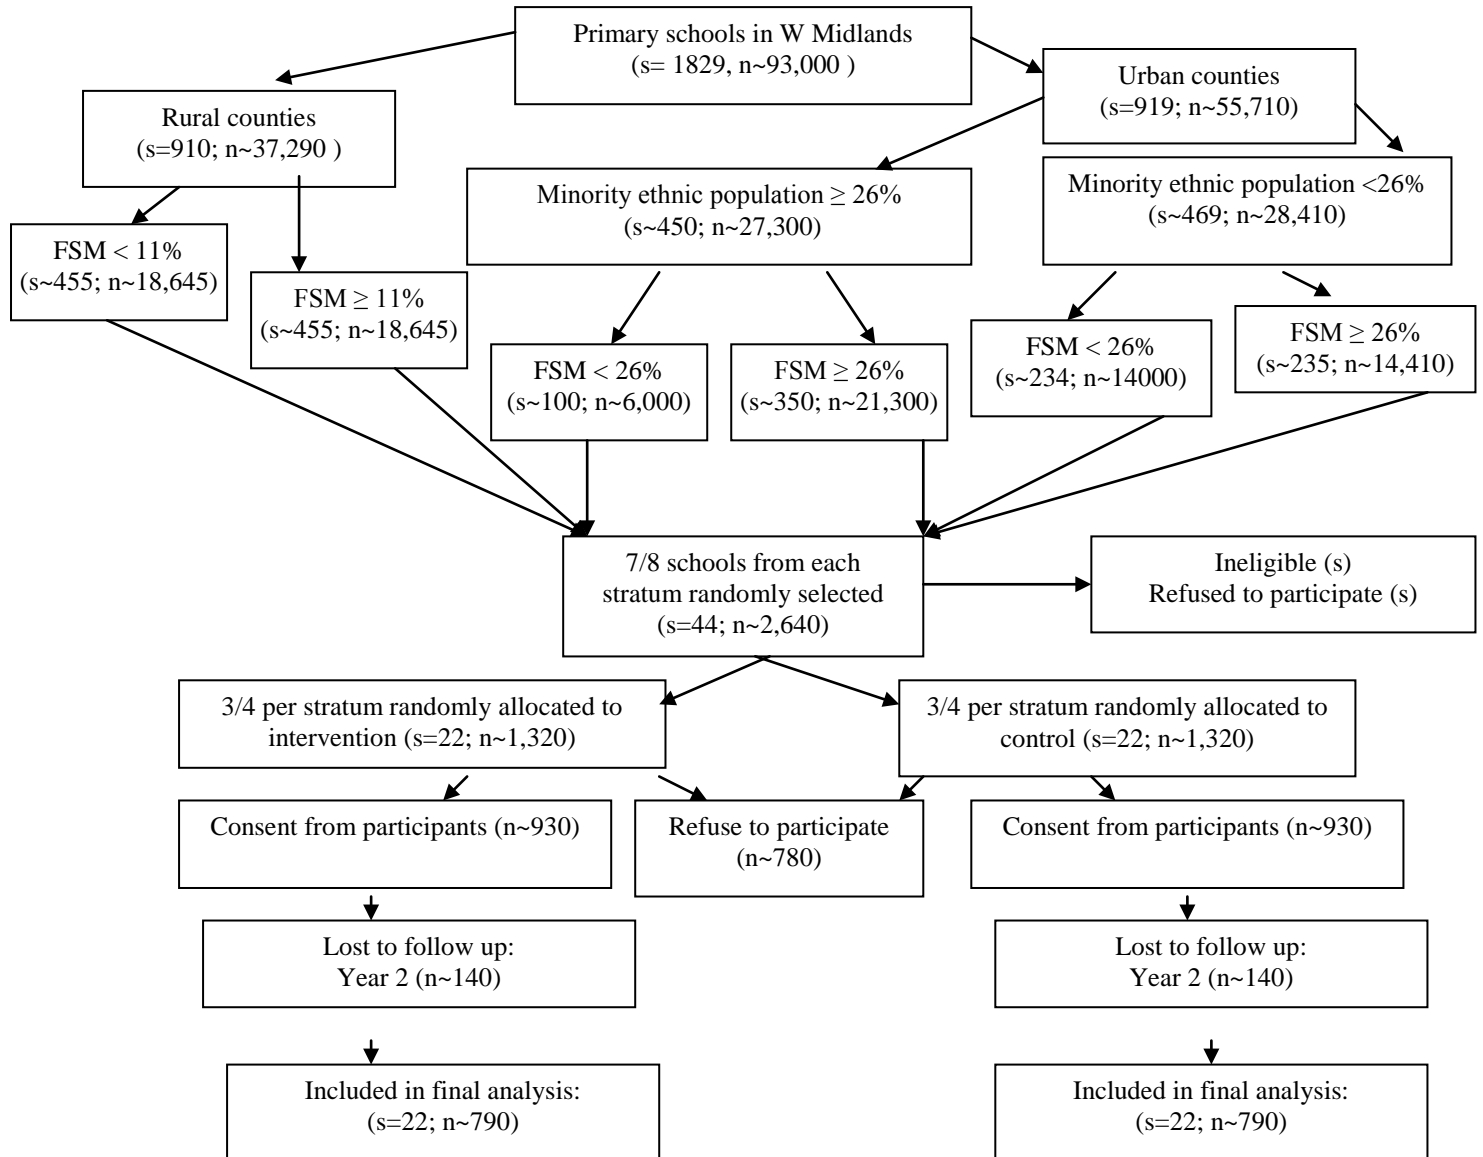 Primary schools in W Midlands
(s= 1829, n~93,000 )
Urban counties
(s=919; n~55,710)
Rural counties
(s=910; n~37,290 )
Minority ethnic population ≥ 26%
(s~450; n~27,300)
Minority ethnic population <26%
(s~469; n~28,410)
FSM < 11%
(s~455; n~18,645)
FSM ≥ 11%
(s~455; n~18,645)
FSM < 26%
(s~100; n~6,000)
FSM ≥ 26%
(s~350; n~21,300)
FSM < 26%
(s~234; n~14000)
FSM ≥ 26%
(s~235; n~14,410)
7/8 schools from each
stratum randomly selected
(s=44; n~2,640)
Ineligible (s)
Refused to participate (s)
3/4 per stratum randomly allocated to
intervention (s=22; n~1,320)
3/4 per stratum randomly allocated to
control (s=22; n~1,320)
Consent from participants (n~930)
Refuse to participate
(n~780)
Consent from participants (n~930)
Lost to follow up:
Year 2 (n~140)
Lost to follow up:
Year 2 (n~140)
Included in final analysis:
(s=22; n~790)
Included in final analysis:
(s=22; n~790)